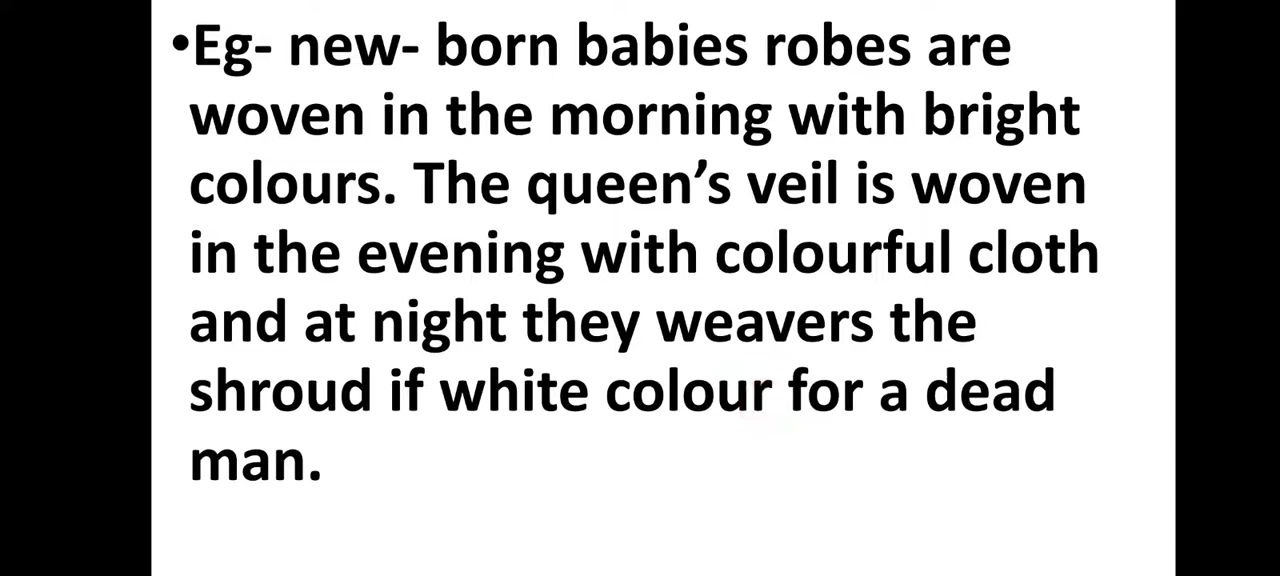 •Eg- new- born babies robes are
woven in the morning with bright
colours. The queen’s veil is woven
in the evening with colourful cloth
and at night they weavers the
shroud if white colour for a dead
man.